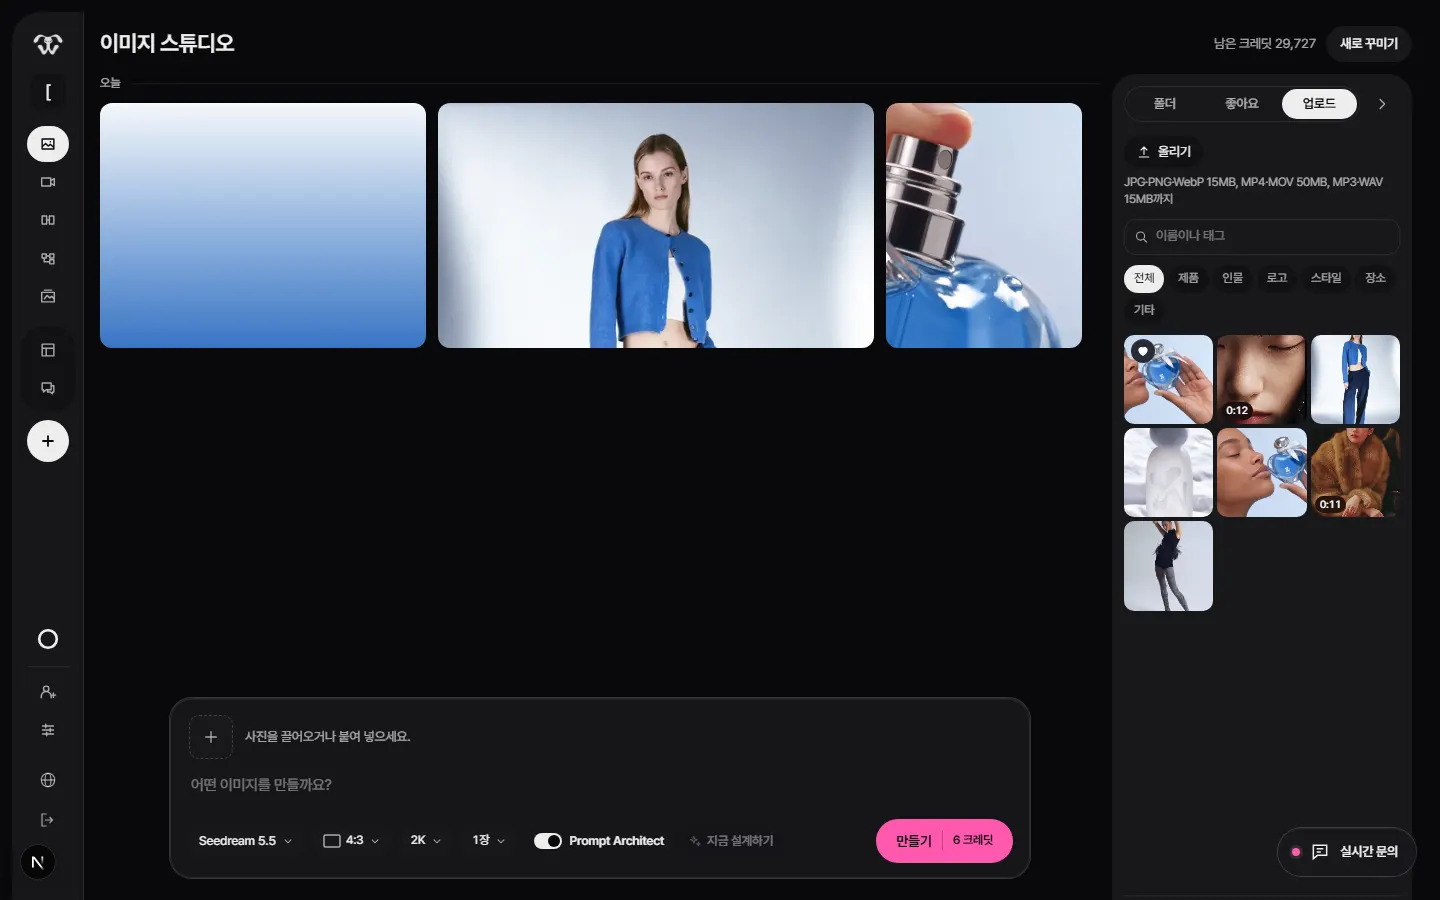 이미지 스튜디오
남은 크레딧 29,727
새로 꾸미기
[
오늘
폴더
좋아요
업로드
올리기
JPG·PNG·WebP 15MB, MP4·MOV 50MB, MP3·WAV
15MB까지
이름이나 태그
전체
제품
인물
로고
스타일
장소
기타
0:12
0:11
사진을 끌어오거나 붙여 넣으세요.
어떤 이미지를 만들까요?
Seedream 5.5
4:3
2K
1장
Prompt Architect
지금 설계하기
만들기
6 크레딧
N
실시간 문의